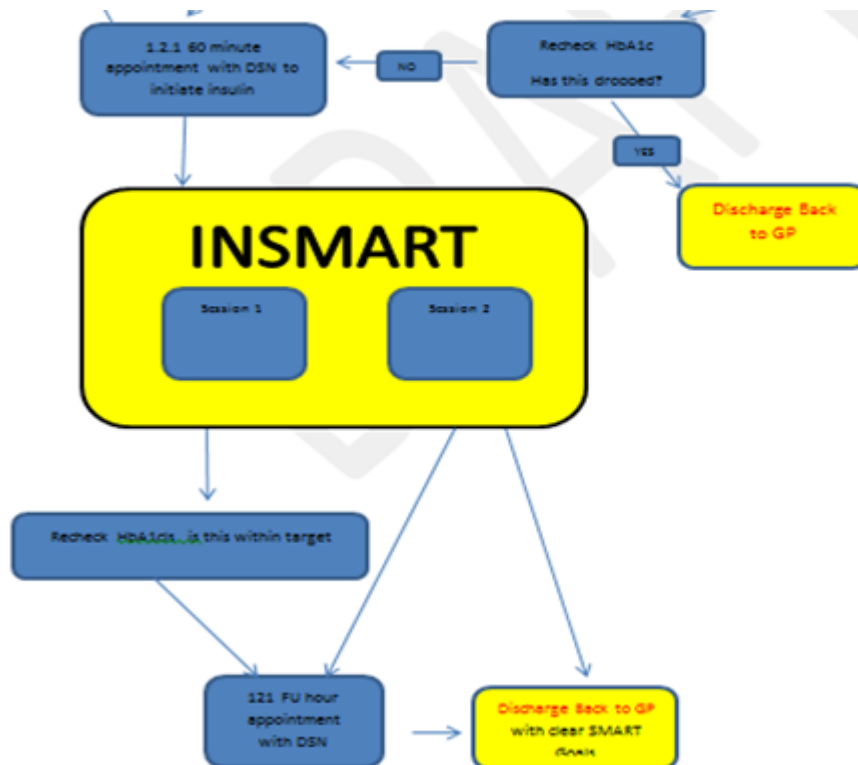 1.2.1 60 minute
appointment with DSN to
initiate insulin
NO
Recheck HbA1c
Has this dropped?
YES
Discharge Back
to GP
INSMART
Session 1
Session 2
Recheck HbA1cIs is this within target
121 FU hour
appointment
with DSN
Discharge Back to GP
with clear SMART
Goals